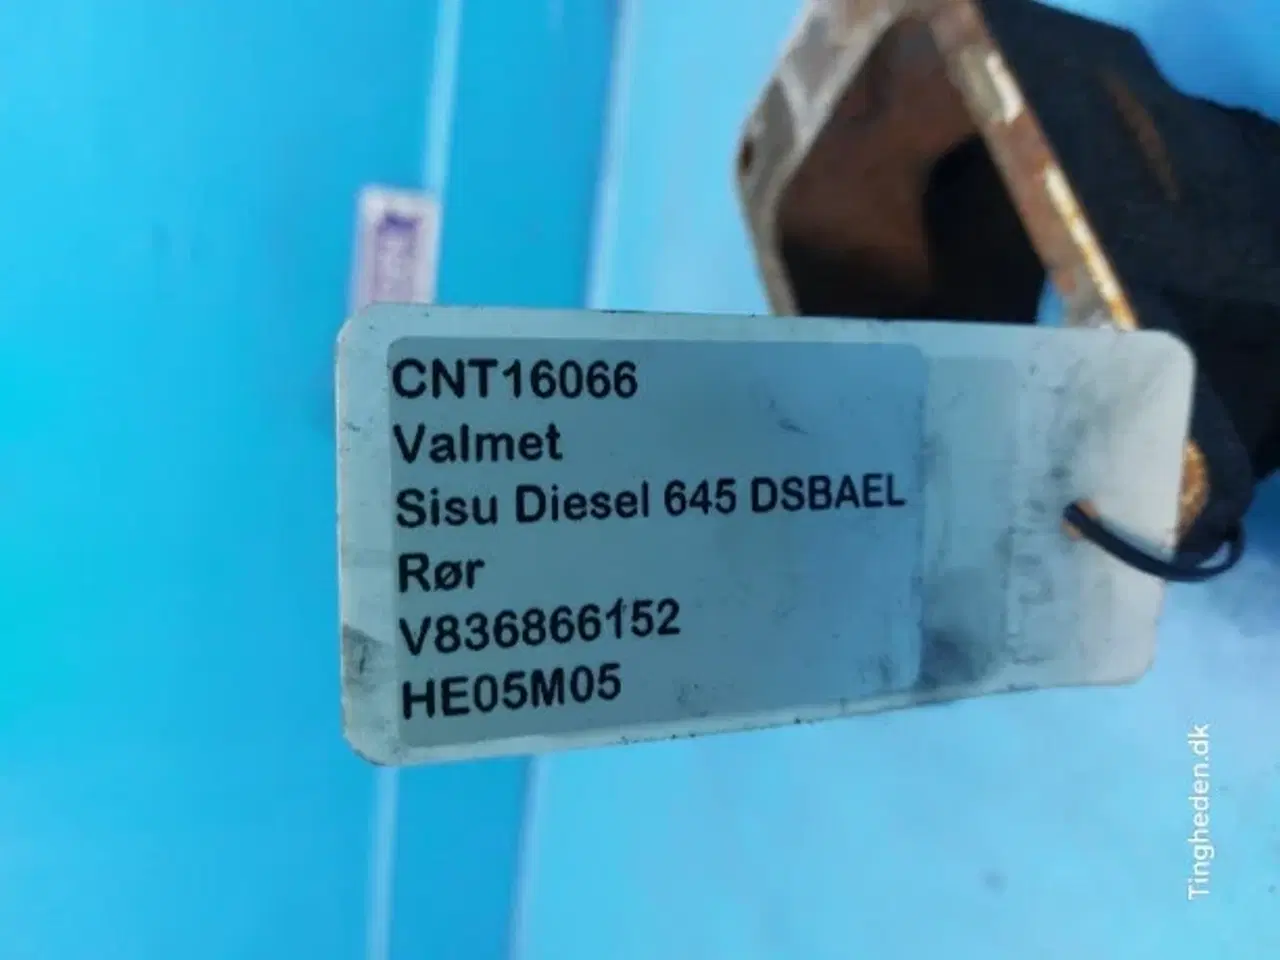 CNT16066
Valmet
Sisu Diesel 645 DSBAEL
Rør
V836866152
HE05M05
Tingheden.dk